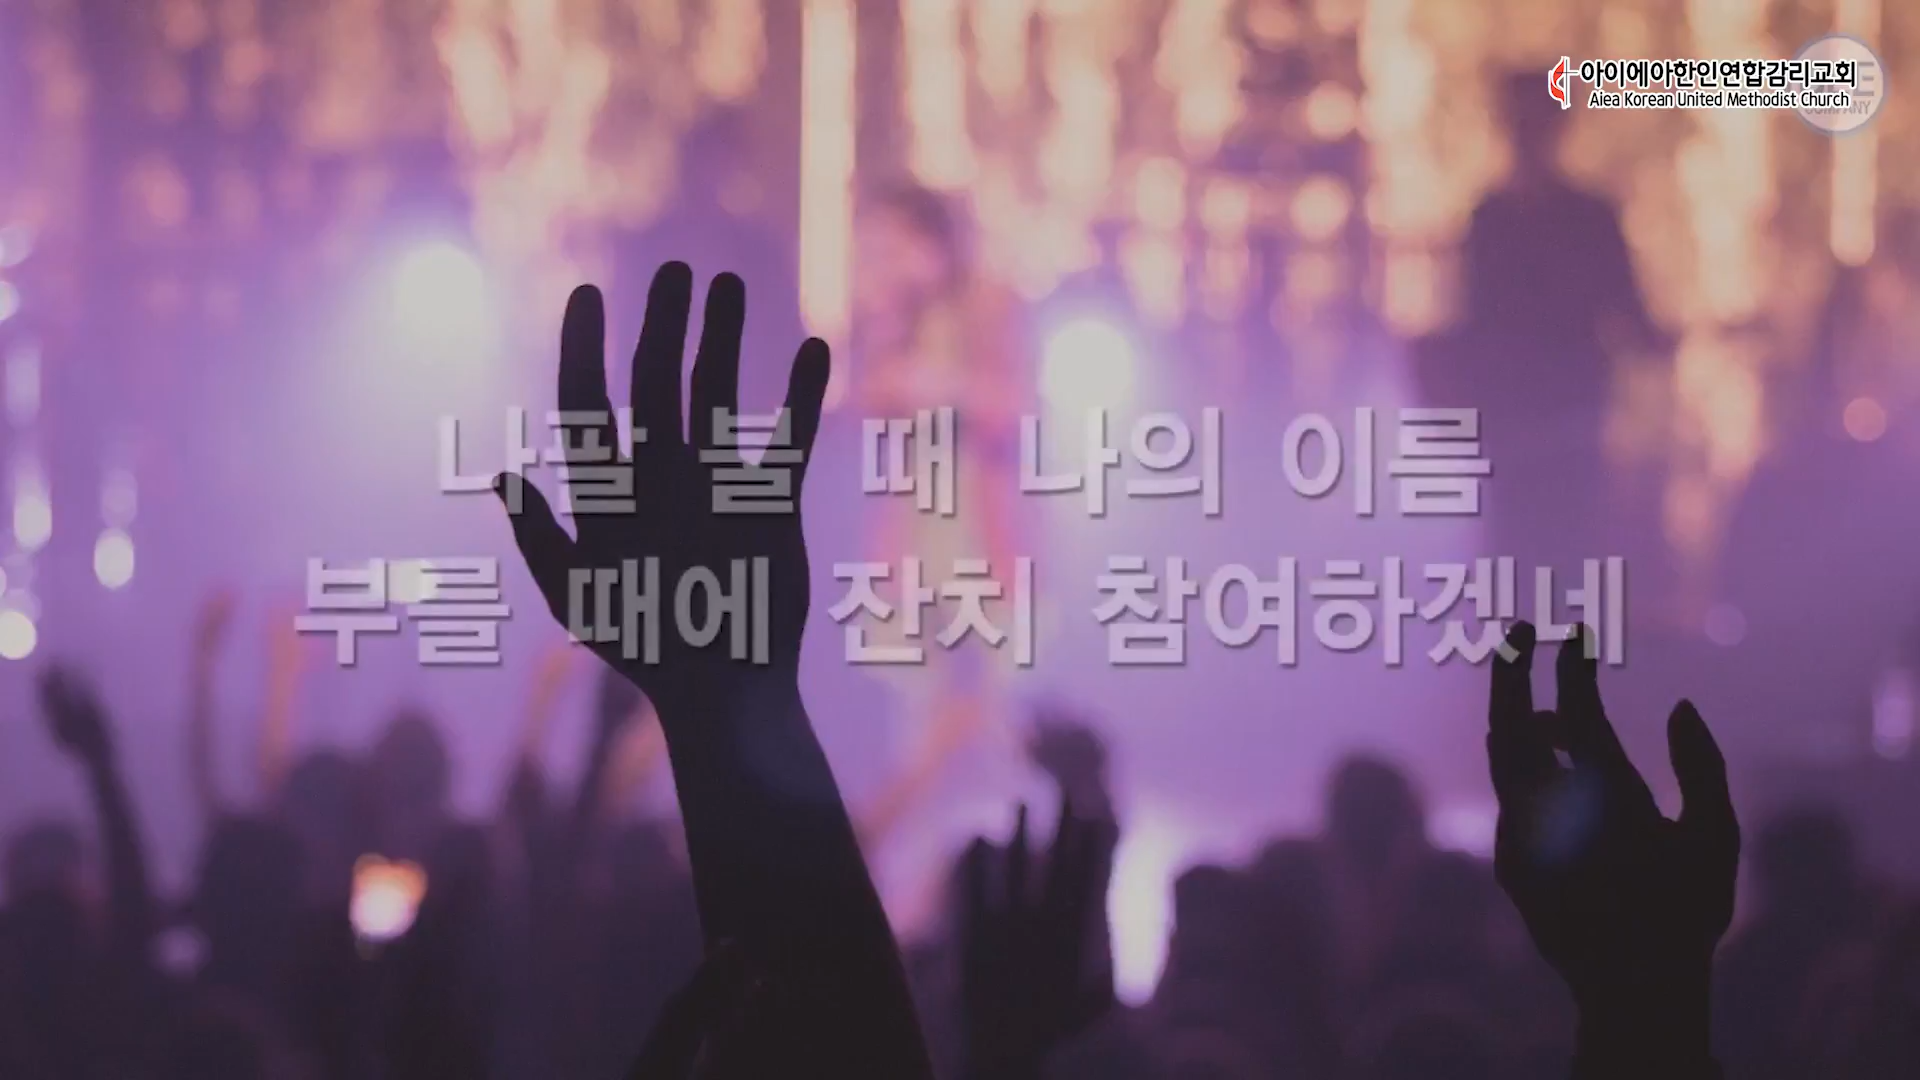 아이에아한인연합감리교회
Aiea Korean United Methodist Church
COMPANY
나팔 불 때 나의 이름
부를 때에 잔치 참여하겠네